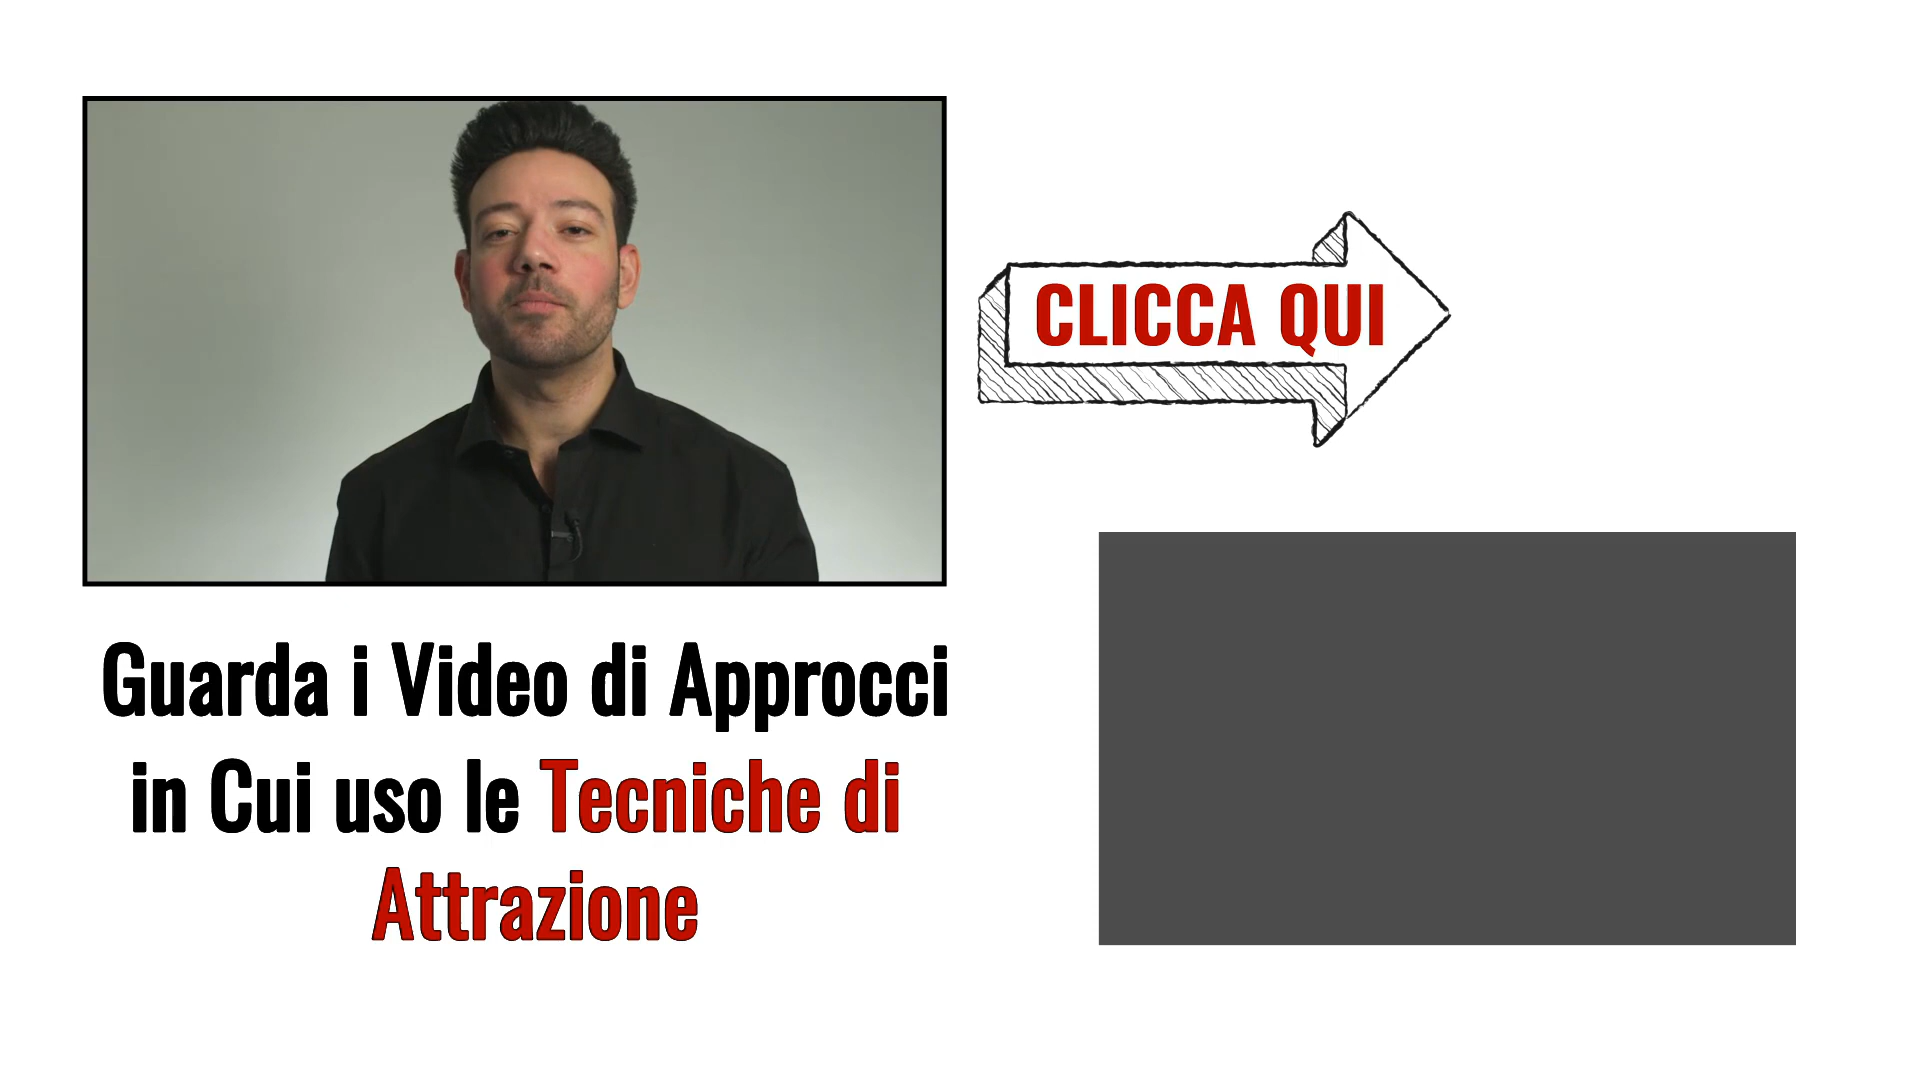 CLICCA QUI
Guarda i Video di Approcci
in Cui uso le Tecniche di
Attrazione